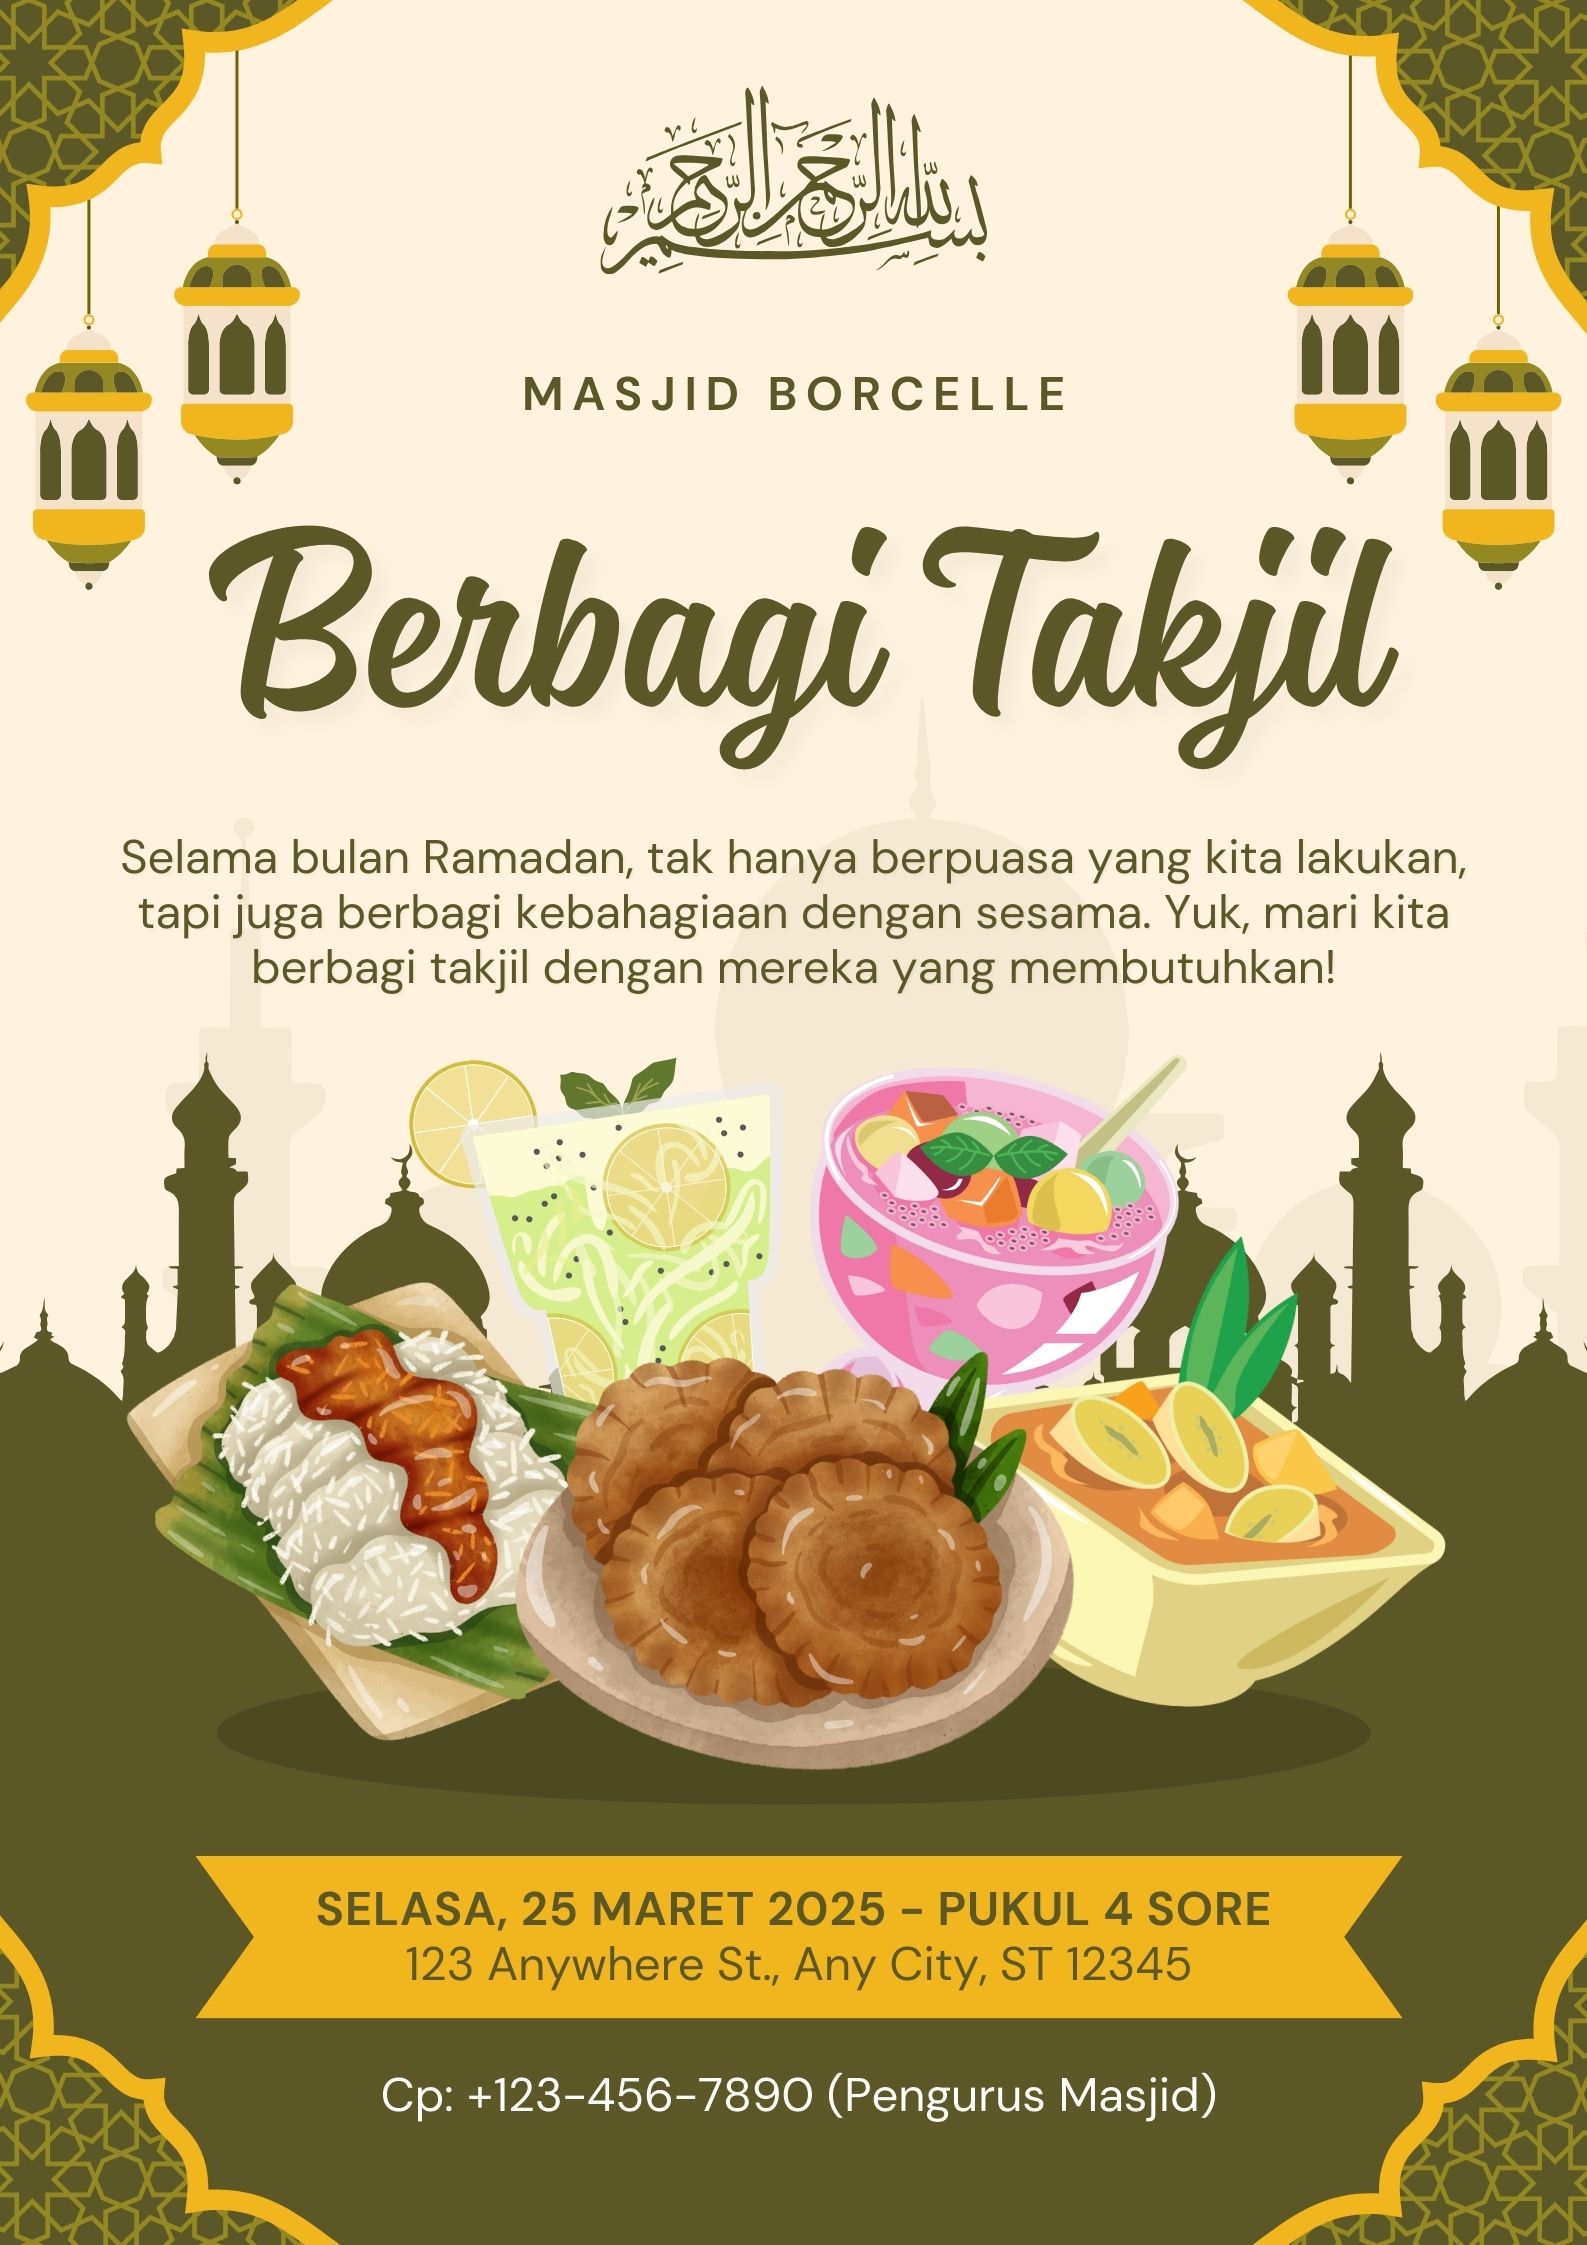 بسم الله الرحمن الرحيم
MASJID BORCELLE
Berbagi Takjil
Selama bulan Ramadan, tak hanya berpuasa yang kita lakukan,
tapi juga berbagi kebahagiaan dengan sesama. Yuk, mari kita
berbagi takjil dengan mereka yang membutuhkan!
SELASA, 25 MARET 2025 - PUKUL 4 SORE
123 Anywhere St., Any City, ST 12345
Cp: +123-456-7890 (Pengurus Masjid)